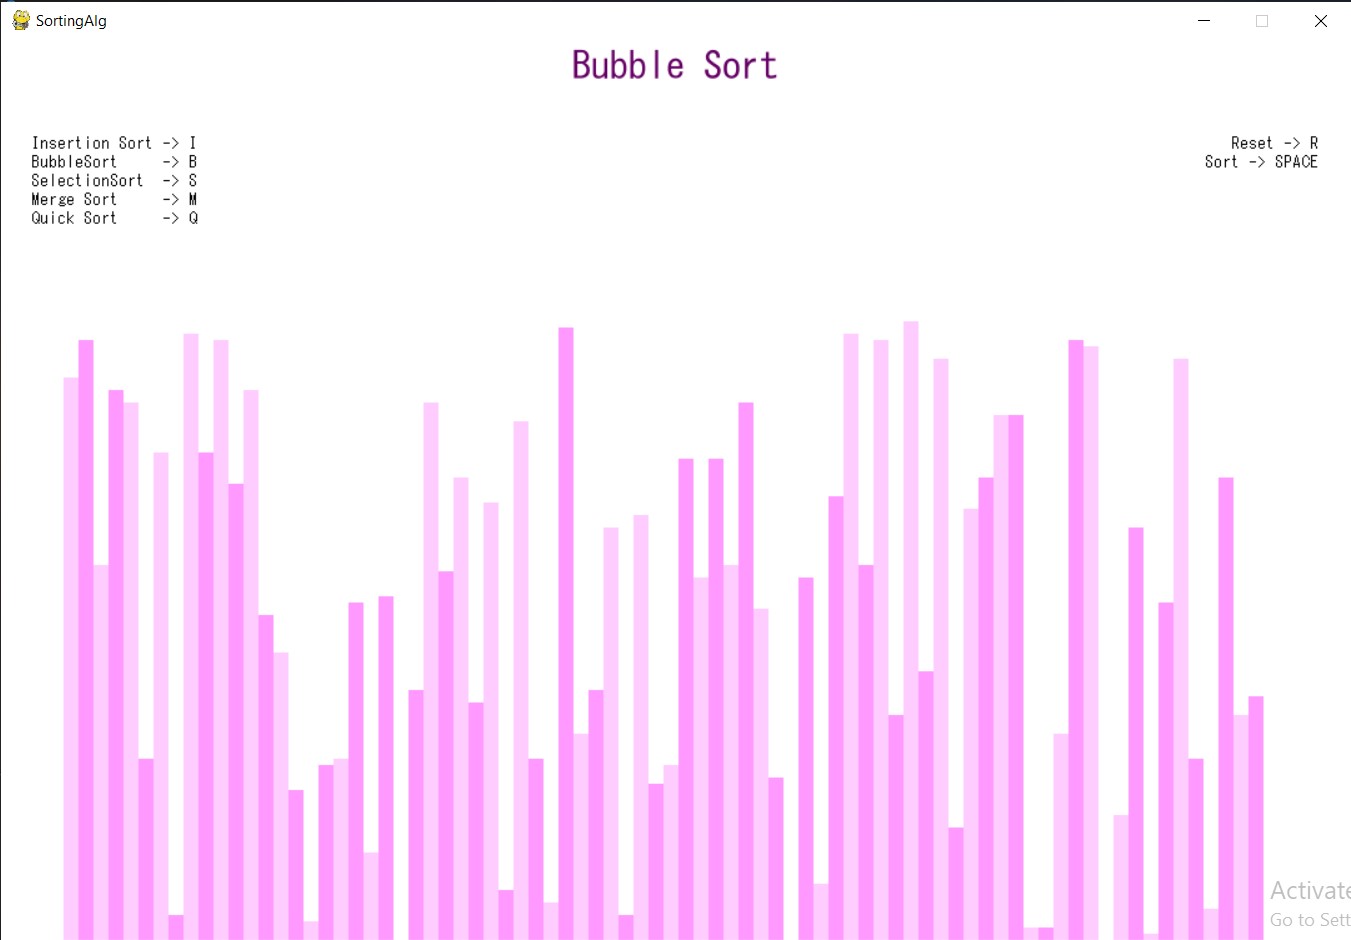 SortingAlg
Bubble Sort
Insertion Sort -> I
BubbleSort -> B
SelectionSort -> S
Merge Sort -> M
Quick Sort -> Q
Reset -> R
Sort -> SPACE
Activate
Go to Sett